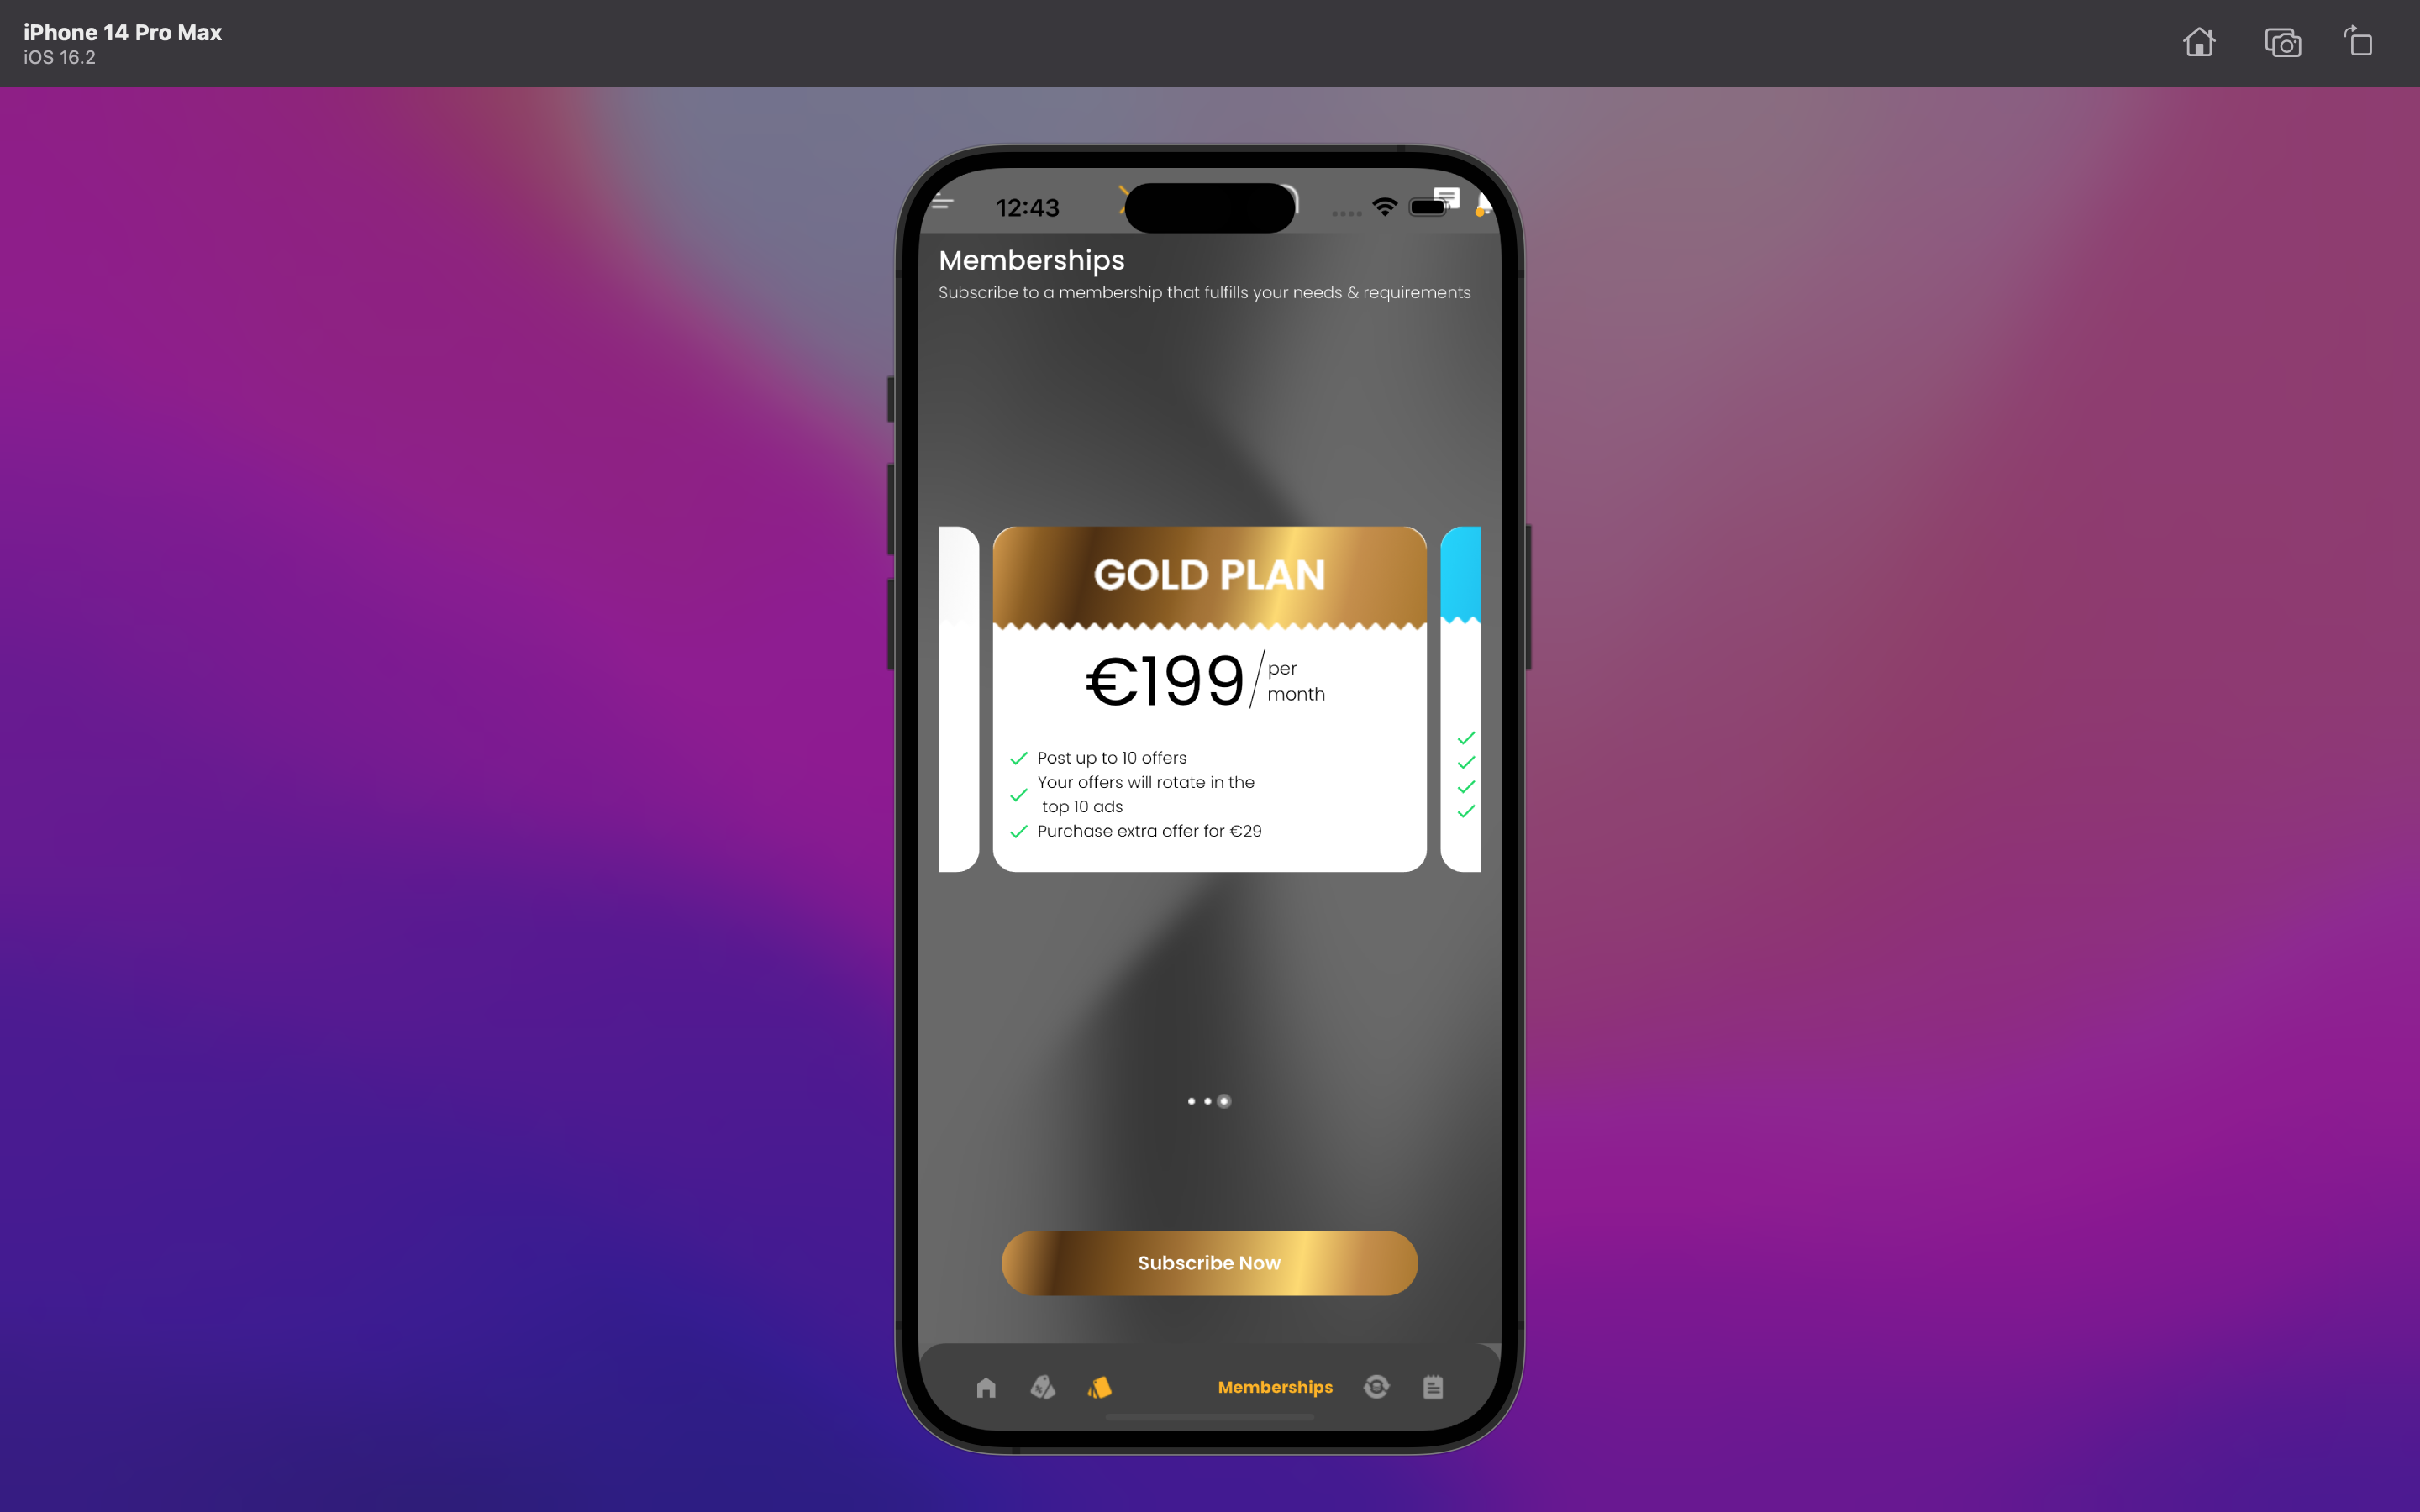 iPhone 14 Pro Max
iOS 16.2
12:43
Memberships
Subscribe to a membership that fulfills your needs & requirements
GOLD PLAN
€199/per
month
Post up to 10 offers
Your offers will rotate in the
top 10 ads
Purchase extra offer for €29
Subscribe Now
Memberships